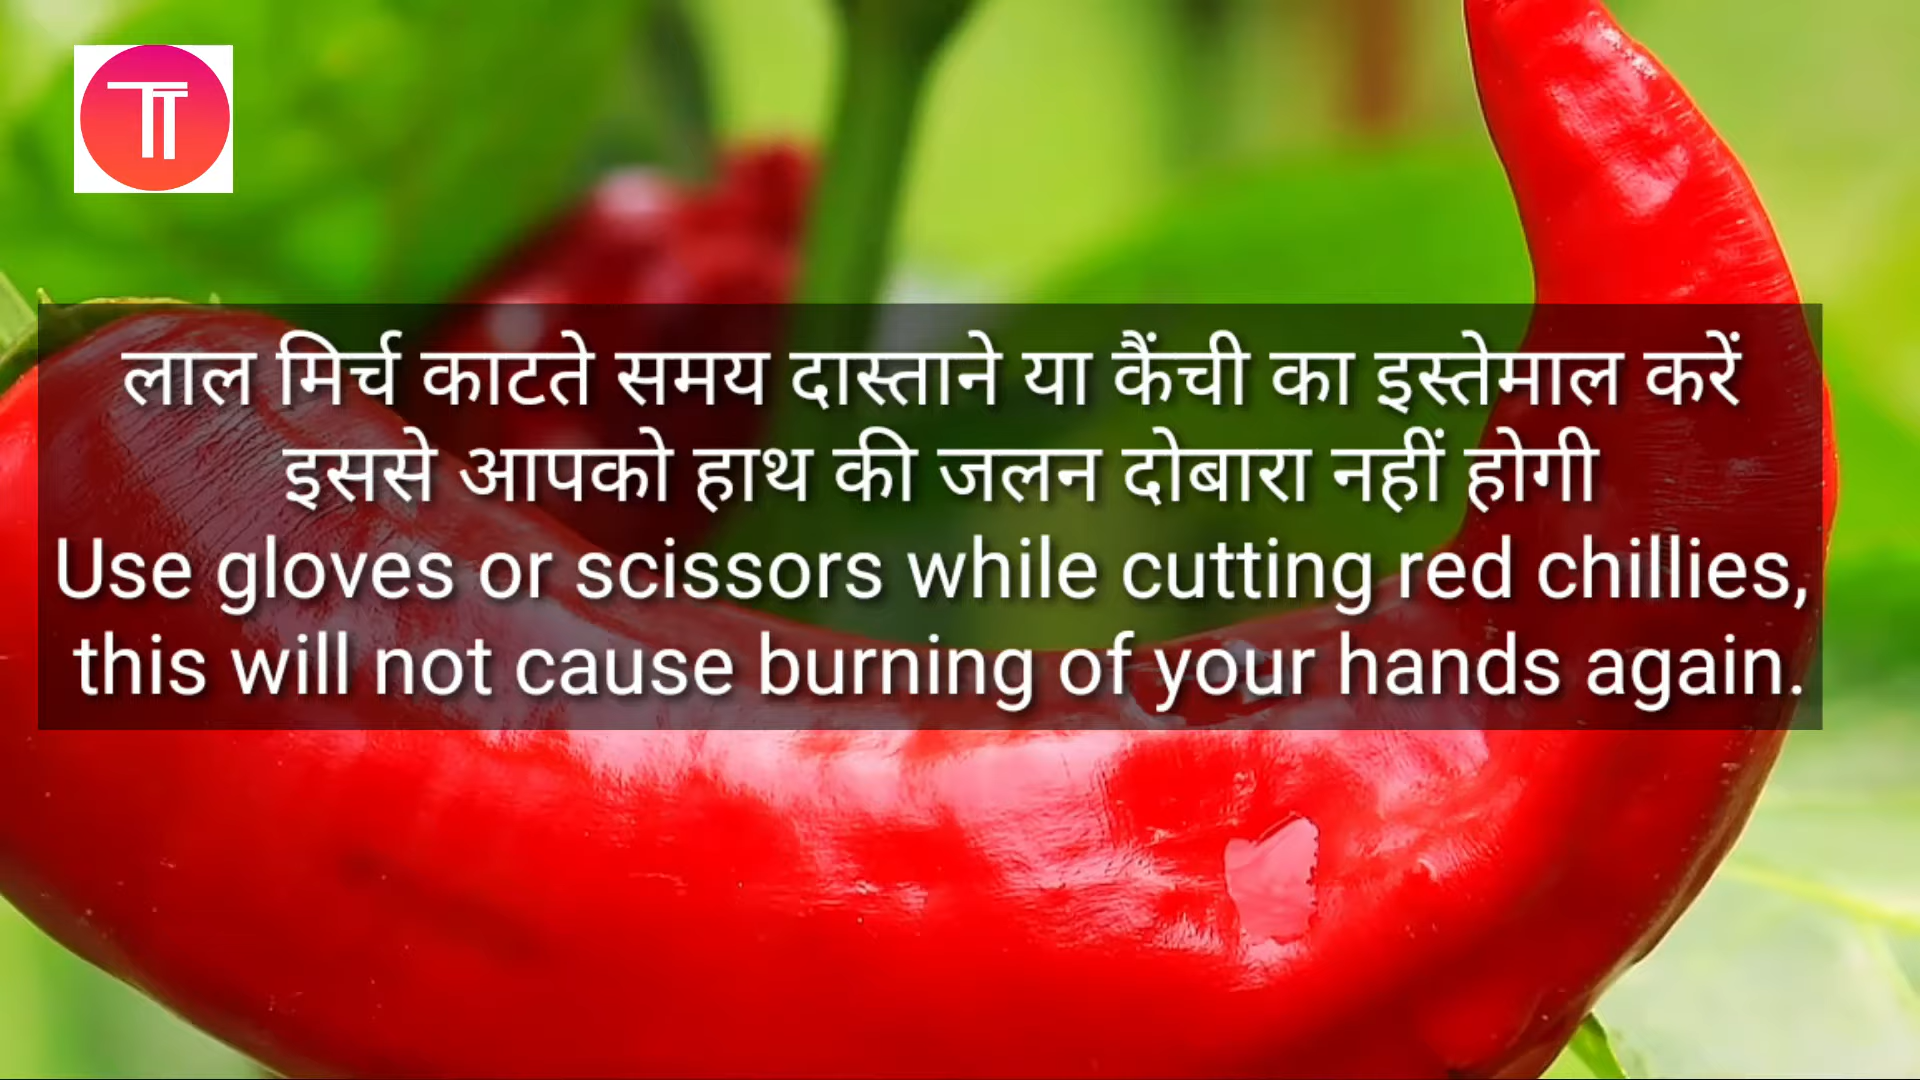 लाल मिर्च काटते समय दास्ताने या कैंची का इस्तेमाल करें
इससे आपको हाथ की जलन दोबारा नहीं होगी
Use gloves or scissors while cutting red chillies,
this will not cause burning of your hands again.